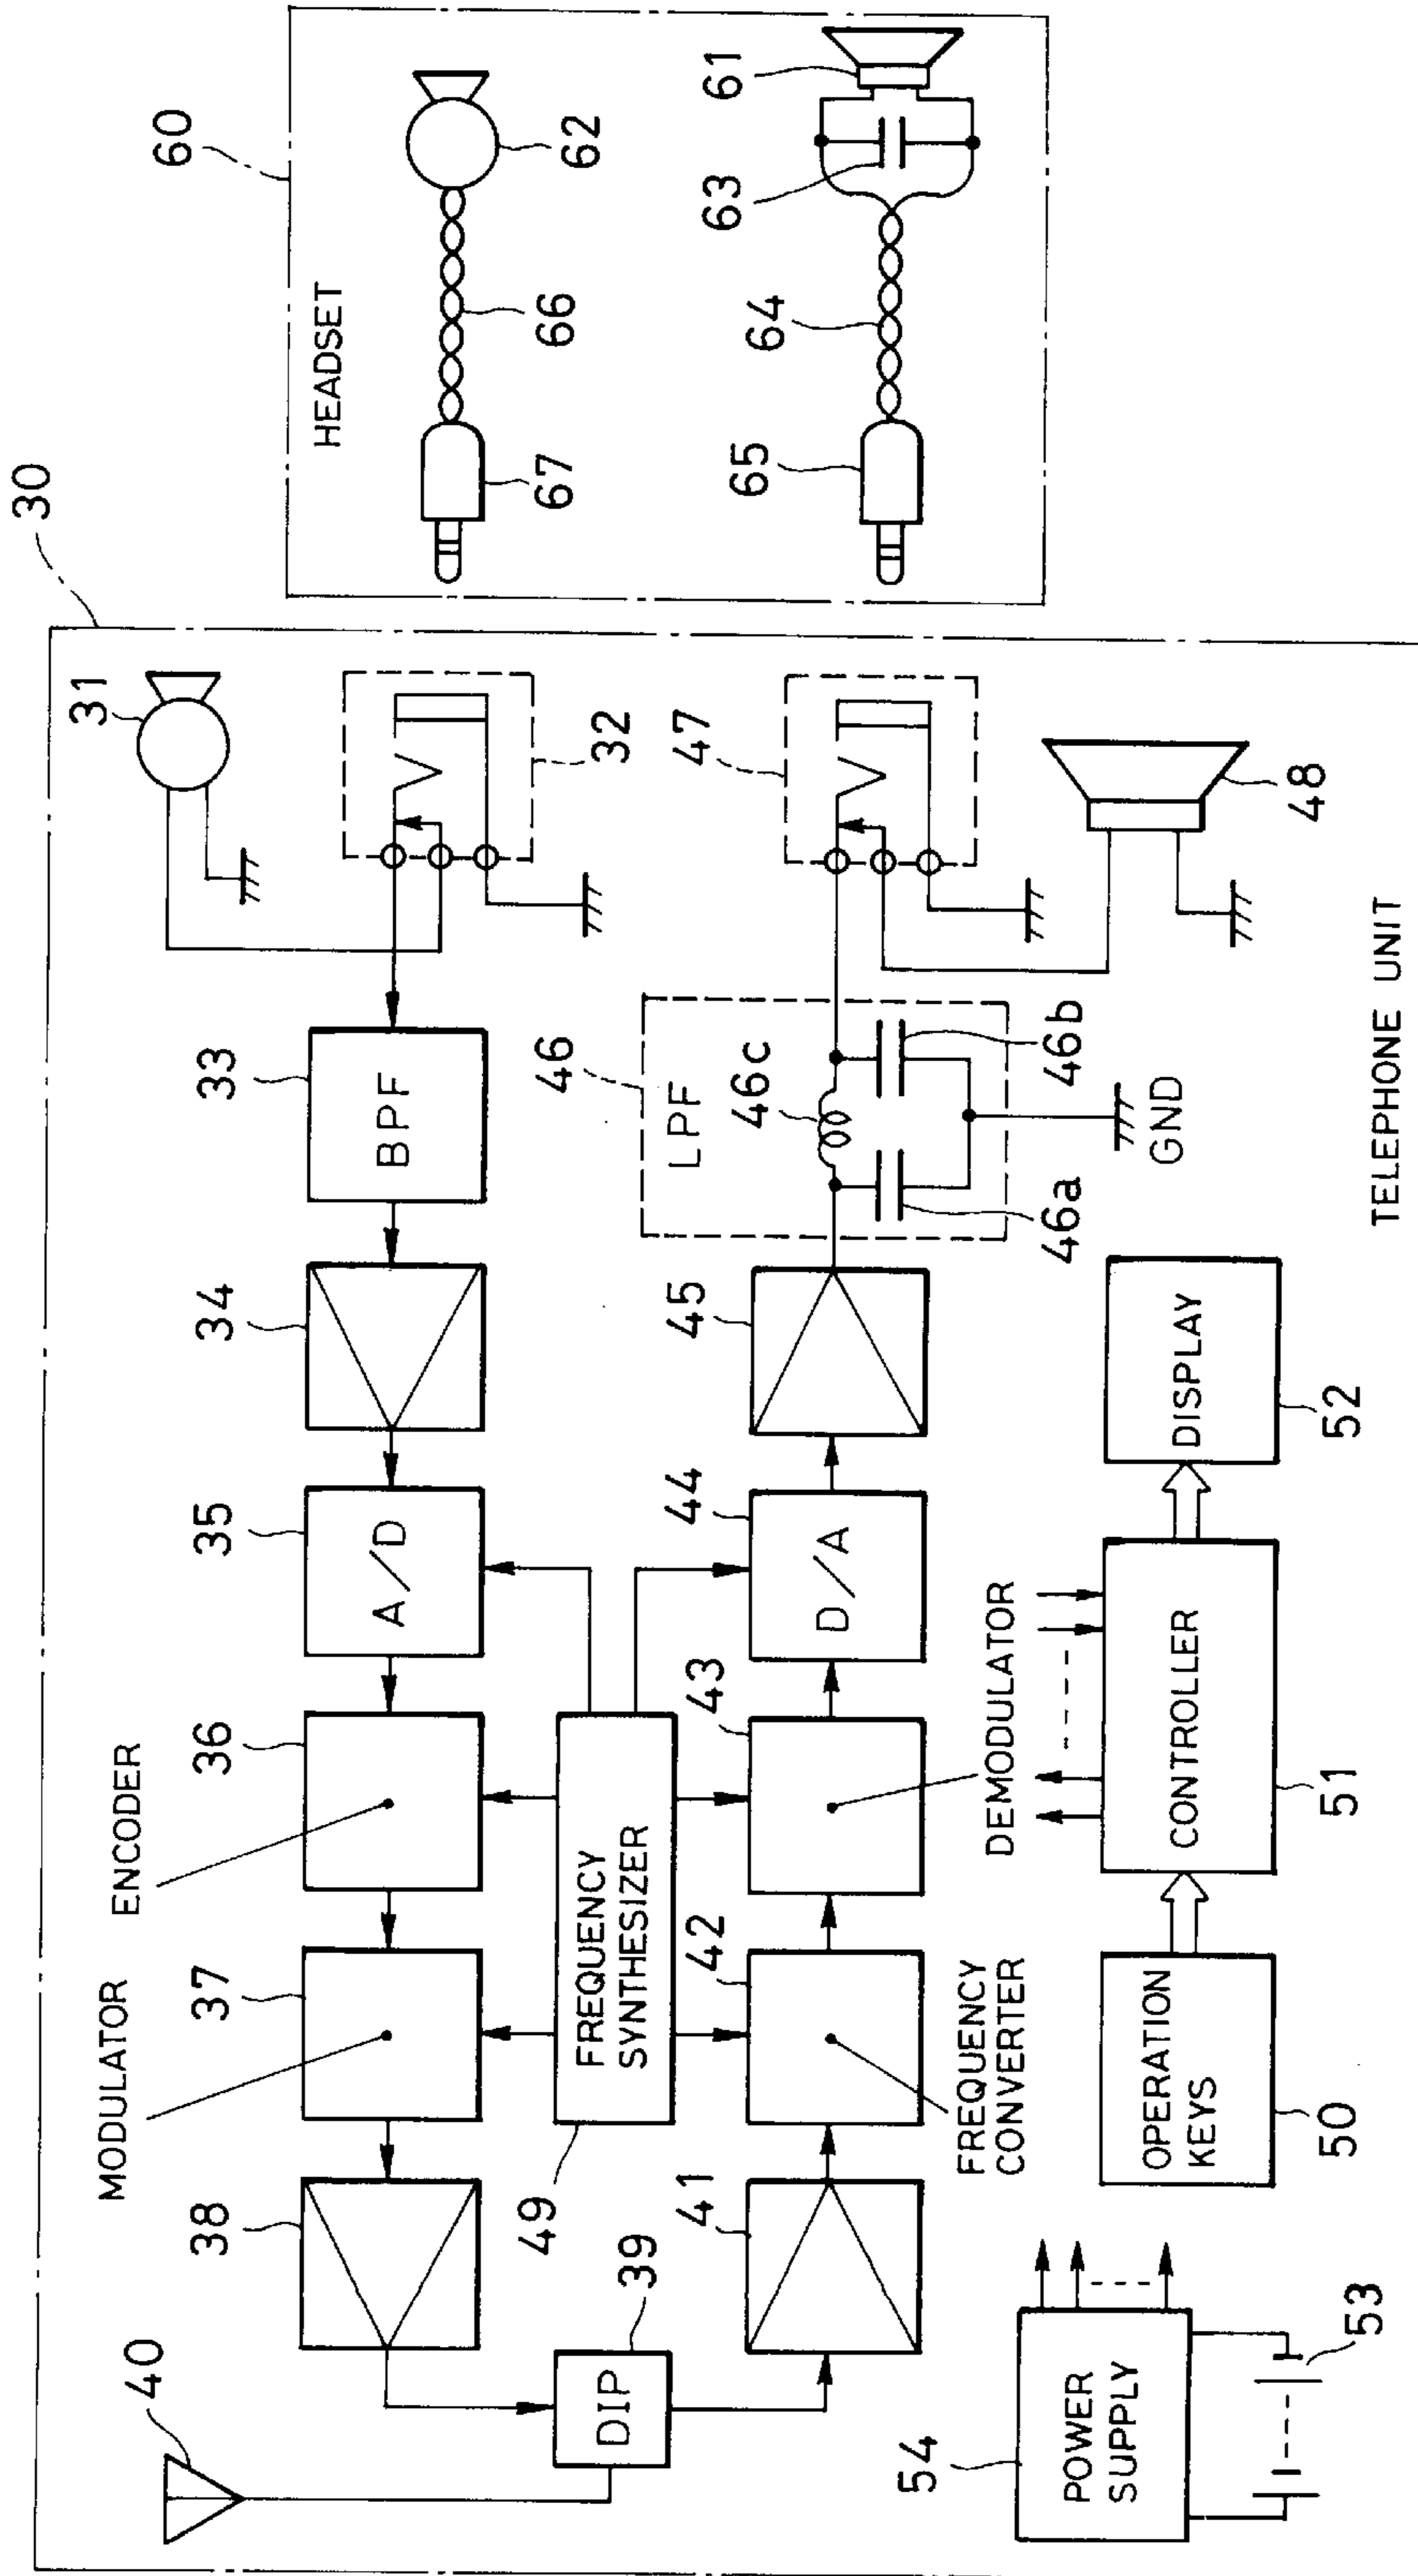 30
60
HEADSET
67
66
62
65
64
63
61
MODULATOR
ENCODER
40
38
37
36
35
A/D
34
33
BPF
31
32
39
DIP
49
FREQUENCY
SYNTHESIZER
41
42
43
44
D/A
45
46
LPF
46c
46a
46b
GND
47
48
FREQUENCY
CONVERTER
DEMODULATOR
54
POWER
SUPPLY
53
OPERATION
KEYS
50
CONTROLLER
51
DISPLAY
52
TELEPHONE UNIT